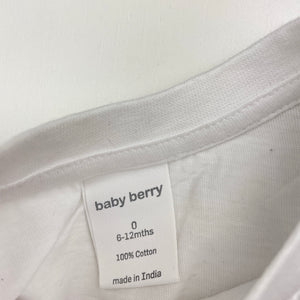 baby berry
0
6-12mths
100% Cotton
made in India